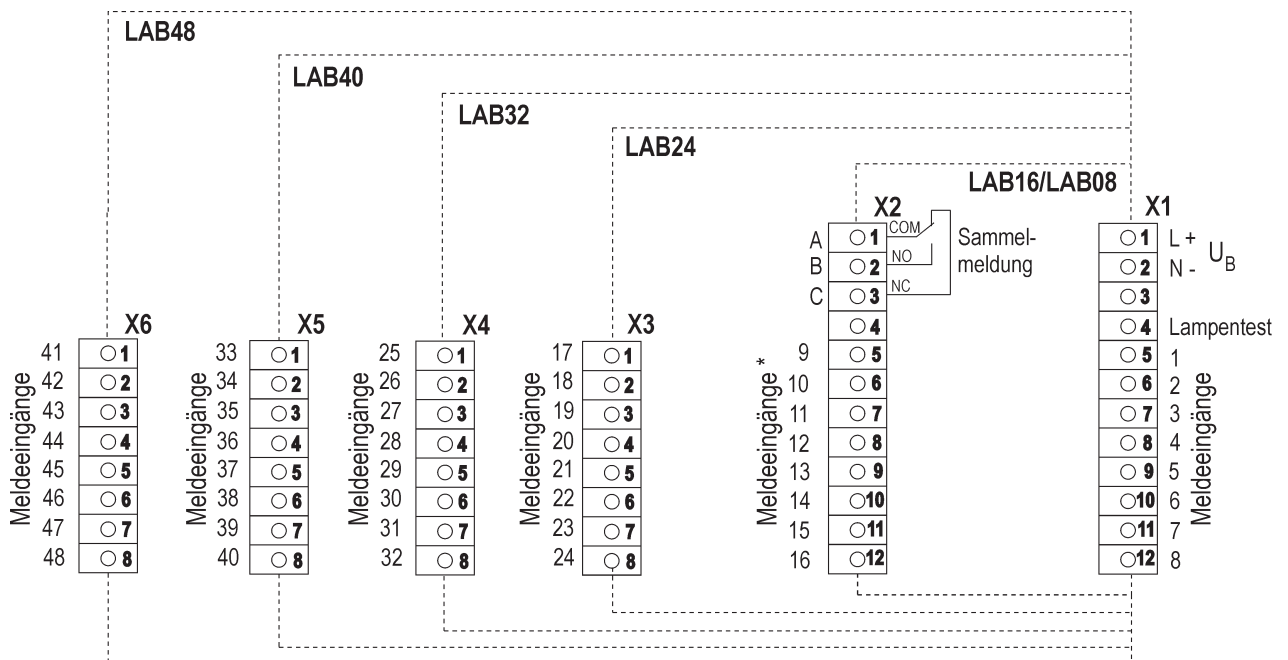 LAB48
LAB40
LAB32
LAB24
LAB16/LAB08
X2
X1
A 1 COM
B 2 NO
C 3 NC
4
9 5
10 6
11 7
12 8
13 9
14 10
15 11
16 12
Meldeeingänge *
Sammel-
meldung
1 L +
2 N -
U_B
3
4 Lampentest
5 1
6 2
7 3
8 4
9 5
10 6
11 7
12 8
Meldeeingänge
X6
41 1
42 2
43 3
44 4
45 5
46 6
47 7
48 8
Meldeeingänge
X5
33 1
34 2
35 3
36 4
37 5
38 6
39 7
40 8
Meldeeingänge
X4
25 1
26 2
27 3
28 4
29 5
30 6
31 7
32 8
Meldeeingänge
X3
17 1
18 2
19 3
20 4
21 5
22 6
23 7
24 8
Meldeeingänge